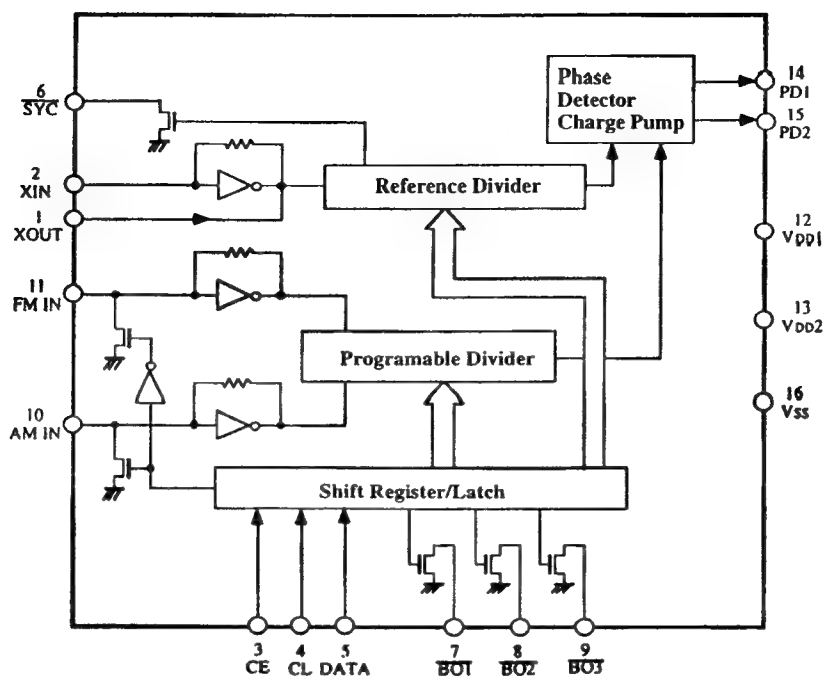 6
SYC
2
XIN
1
XOUT
11
FM IN
10
AM IN
Phase
Detector
Charge Pump
Reference Divider
Programable Divider
Shift Register/Latch
14
PD1
15
PD2
12
VDD1
13
VDD2
16
VSS
3
CE
4
CL
5
DATA
7
BO1
8
BO2
9
BO3